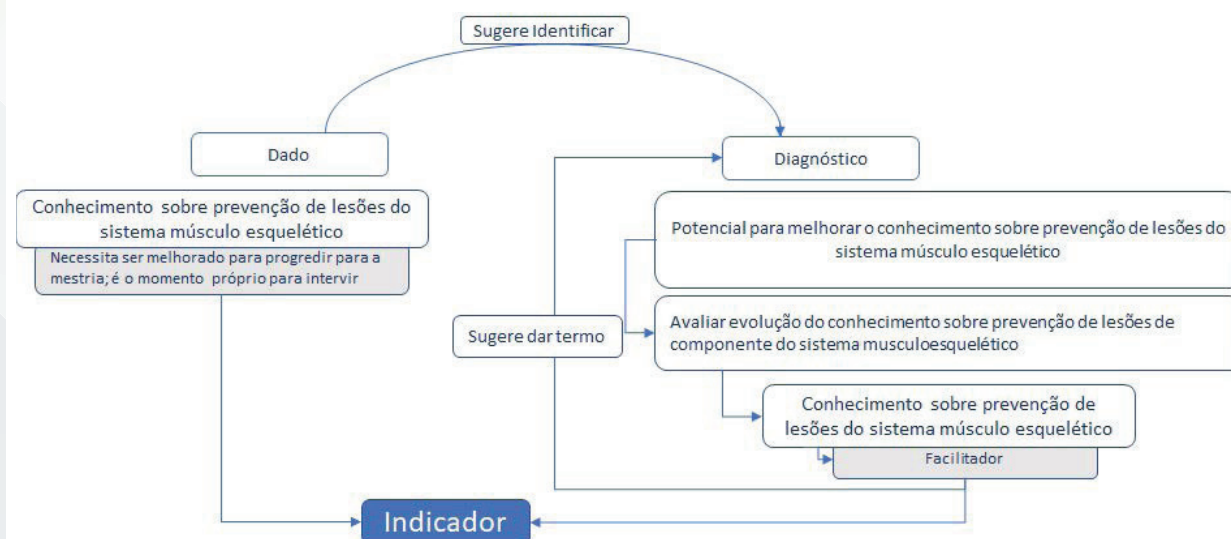 Sugere Identificar
Dado
Diagnóstico
Conhecimento sobre prevenção de lesões do
sistema músculo esquelético
Necessita ser melhorado para progredir para a
mestria; é o momento próprio para intervir
Potencial para melhorar o conhecimento sobre prevenção de lesões do
sistema músculo esquelético
Sugere dar termo
Avaliar evolução do conhecimento sobre prevenção de lesões de
componente do sistema musculoesquelético
Conhecimento sobre prevenção de
lesões do sistema músculo esquelético
Facilitador
Indicador